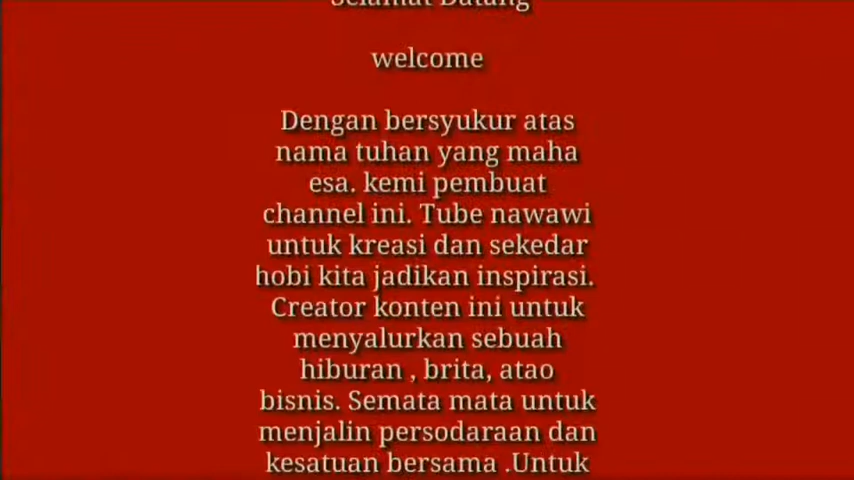 Selamat Datang
welcome
Dengan bersyukur atas
nama tuhan yang maha
esa. kemi pembuat
channel ini. Tube nawawi
untuk kreasi dan sekedar
hobi kita jadikan inspirasi.
Creator konten ini untuk
menyalurkan sebuah
hiburan , brita, atao
bisnis. Semata mata untuk
menjalin persodaraan dan
kesatuan bersama .Untuk